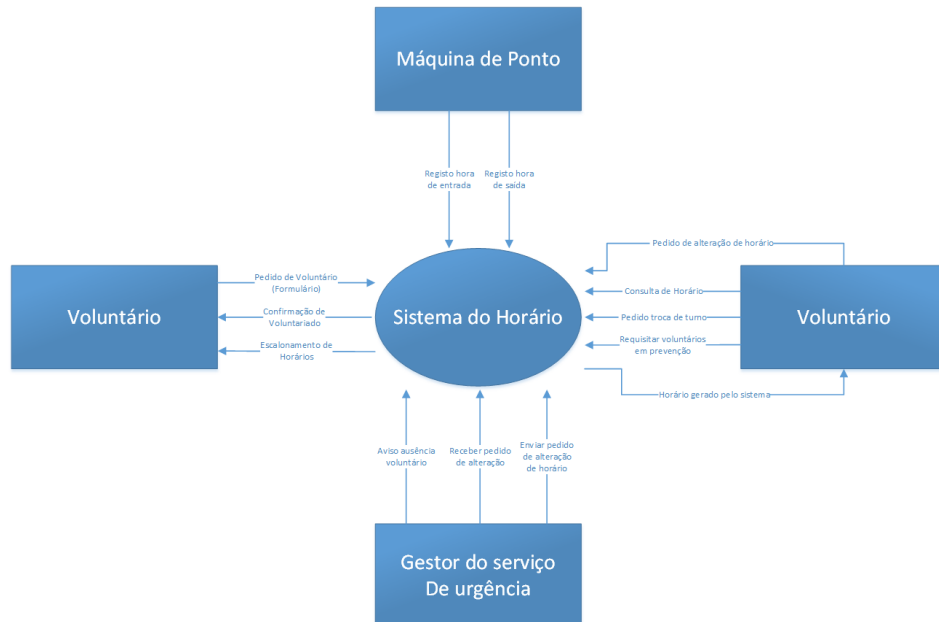 Máquina de Ponto
Registo hora
de entrada
Registo hora
de saída
Pedido de alteração de horário
Pedido de Voluntário
(Formulário)
Consulta de Horário
Voluntário
Confirmação de
Voluntariado
Sistema do Horário
Pedido troca de turno
Voluntário
Escalonamento de
Horários
Requisitar voluntários
em prevenção
Horário gerado pelo sistema
Aviso ausência
voluntário
Receber pedido
de alteração
Enviar pedido
de alteração
de horário
Gestor do serviço
De urgência